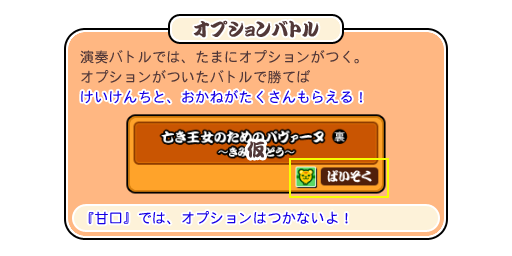 オプションバトル
演奏バトルでは、たまにオプションがつく。
オプションがついたバトルで勝てば
けいけんちと、おかねがたくさんもらえる！
亡き王女のためのパヴァーヌ 裏
～きみ仮どう～
ばいそく
『甘口』では、オプションはつかないよ！